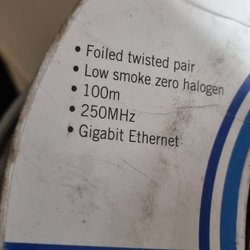 • Foiled twisted pair
• Low smoke zero halogen
• 100m
• 250MHz
• Gigabit Ethernet